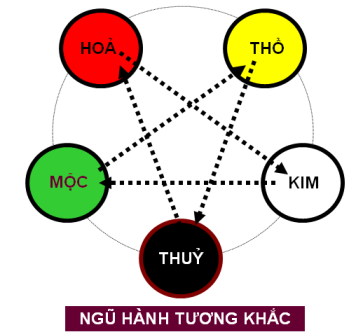 HOẢ
THỔ
MỘC
KIM
THUỶ
NGŨ HÀNH TƯƠNG KHẮC